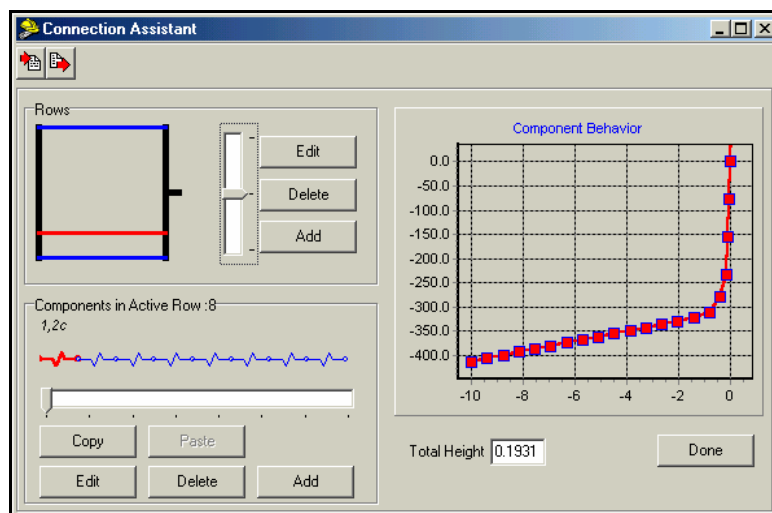 Connection Assistant
Rows
Edit
Delete
Add
Components in Active Row :8
1,2c
Copy
Paste
Edit
Delete
Add
Component Behavior
0.0
-50.0
-100.0
-150.0
-200.0
-250.0
-300.0
-350.0
-400.0
-10
-8
-6
-4
-2
0
Total Height 0.1931
Done